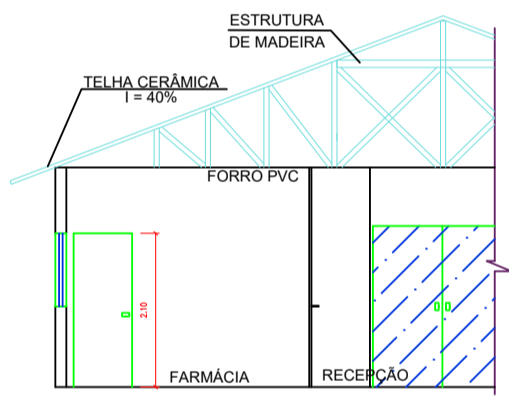 ESTRUTURA
DE MADEIRA
TELHA CERÂMICA
I = 40%
FORRO PVC
2.10
FARMÁCIA
RECEPÇÃO